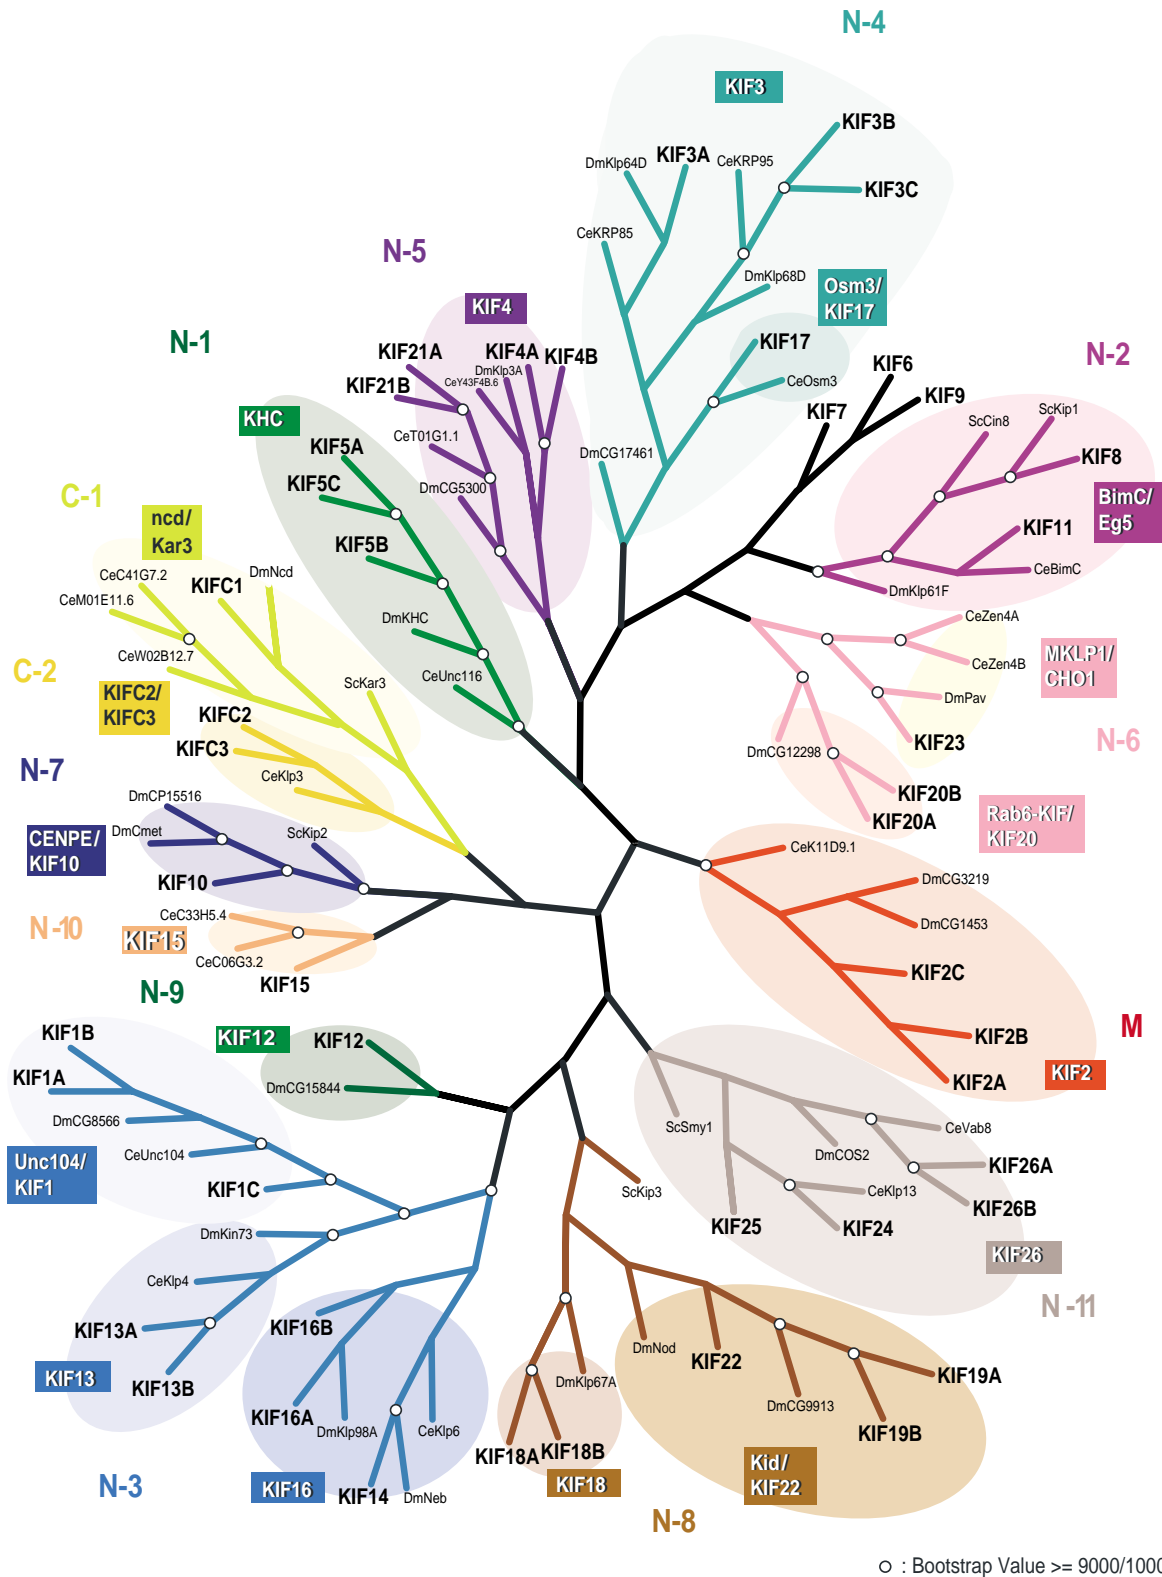 N-4
KIF3
KIF3B
KIF3A
DmKlp64D
CeKRP95
KIF3C
CeKRP85
N-5
DmKlp68D
Osm3/
KIF17
KIF4
N-1
KIF17
KIF21A
KIF4A
KIF4B
DmKlp3A
CeY43F4B.6
KIF21B
CeOsm3
KIF6
N-2
KIF9
KIF7
KHC
KIF5A
CeT01G1.1
DmCG17461
ScKip1
ScCin8
KIF8
KIF5C
DmCG5300
C-1
BimC/
Eg5
ncd/
Kar3
KIF11
KIF5B
CeBimC
DmKlp61F
CeC41G7.2
KIFC1
DmNcd
CeM01E11.6
DmKHC
CeZen4A
CeW02B12.7
C-2
CeUnc116
ScKar3
CeZen4B
MKLP1/
CHO1
KIFC2/
KIFC3
DmPav
KIFC2
KIFC3
KIF23
N-6
DmCG12298
N-7
CeKlp3
KIF20B
KIF20A
Rab6-KIF/
KIF20
DmCP15516
DmCmet
ScKip2
CENPE/
KIF10
KIF10
CeK11D9.1
DmCG3219
N-10
CeC33H5.4
DmCG1453
KIF15
CeC06G3.2
KIF15
KIF2C
N-9
KIF1B
KIF12
KIF12
KIF2B
M
KIF1A
DmCG15844
KIF2A
KIF2
DmCG8566
ScSmy1
CeVab8
Unc104/
KIF1
CeUnc104
DmCOS2
KIF26A
KIF1C
ScKip3
CeKlp13
KIF26B
KIF25
KIF24
DmKin73
KIF26
CeKlp4
N -11
KIF13A
KIF16B
DmNod
KIF22
KIF13
KIF13B
DmKlp67A
KIF19A
DmCG9913
KIF16A
DmKlp98A
CeKlp6
KIF19B
KIF18A
KIF18B
N-3
KIF16
KIF14
DmNeb
KIF18
Kid/
KIF22
N-8
: Bootstrap Value >= 9000/1000